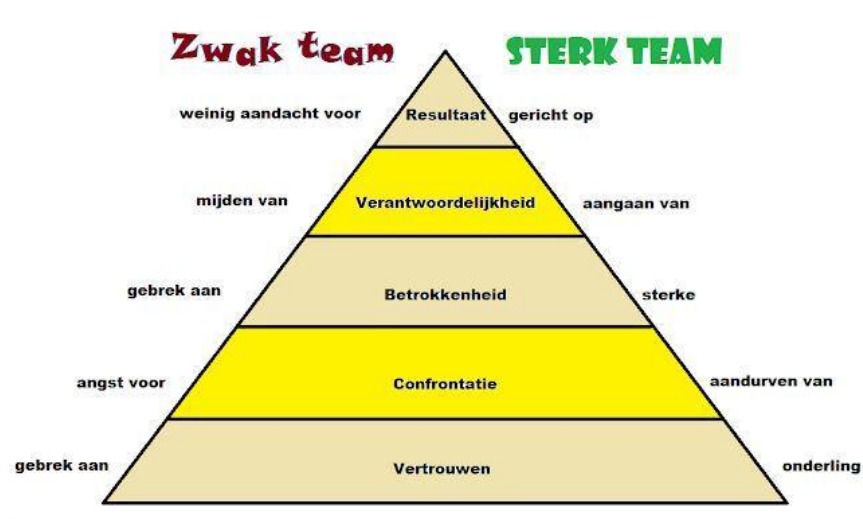 Zwak team STERK TEAM
weinig aandacht voor Resultaat gericht op
mijden van Verantwoordelijkheid aangaan van
gebrek aan Betrokkenheid sterke
angst voor Confrontatie aandurven van
gebrek aan Vertrouwen onderling